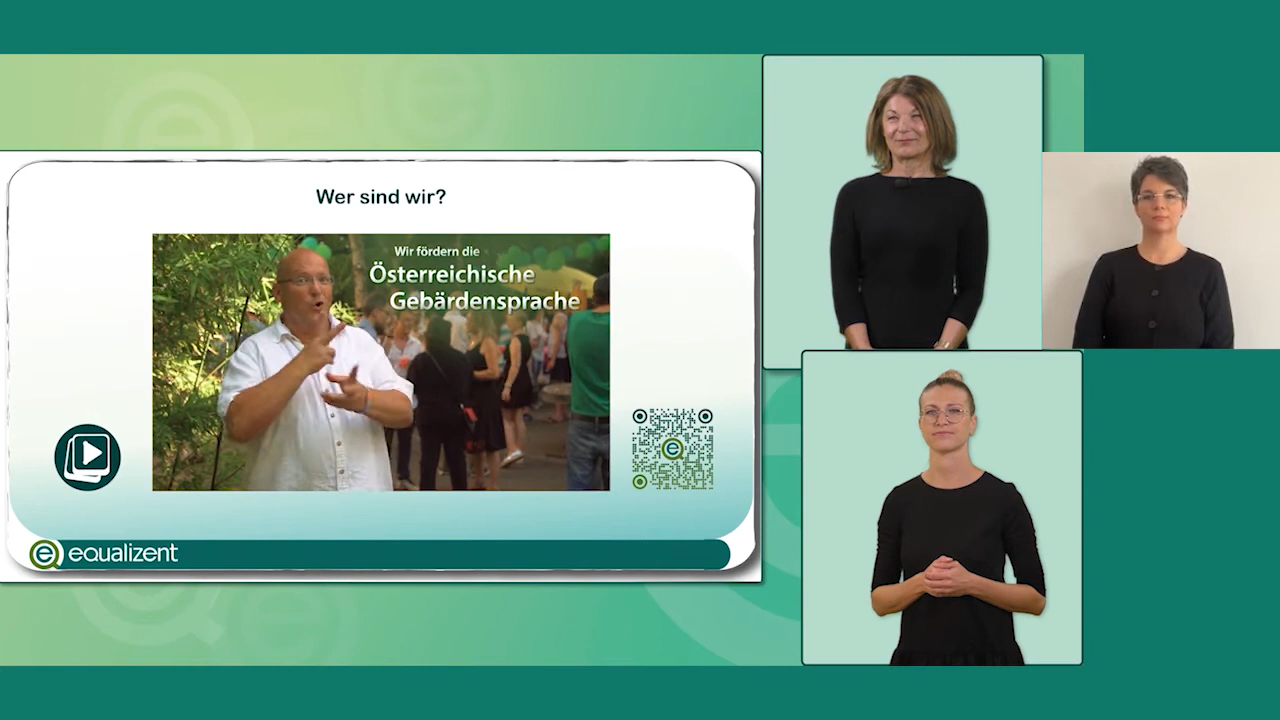 Wer sind wir?
Wir fördern die
Österreichische
Gebärdensprache
equalizent